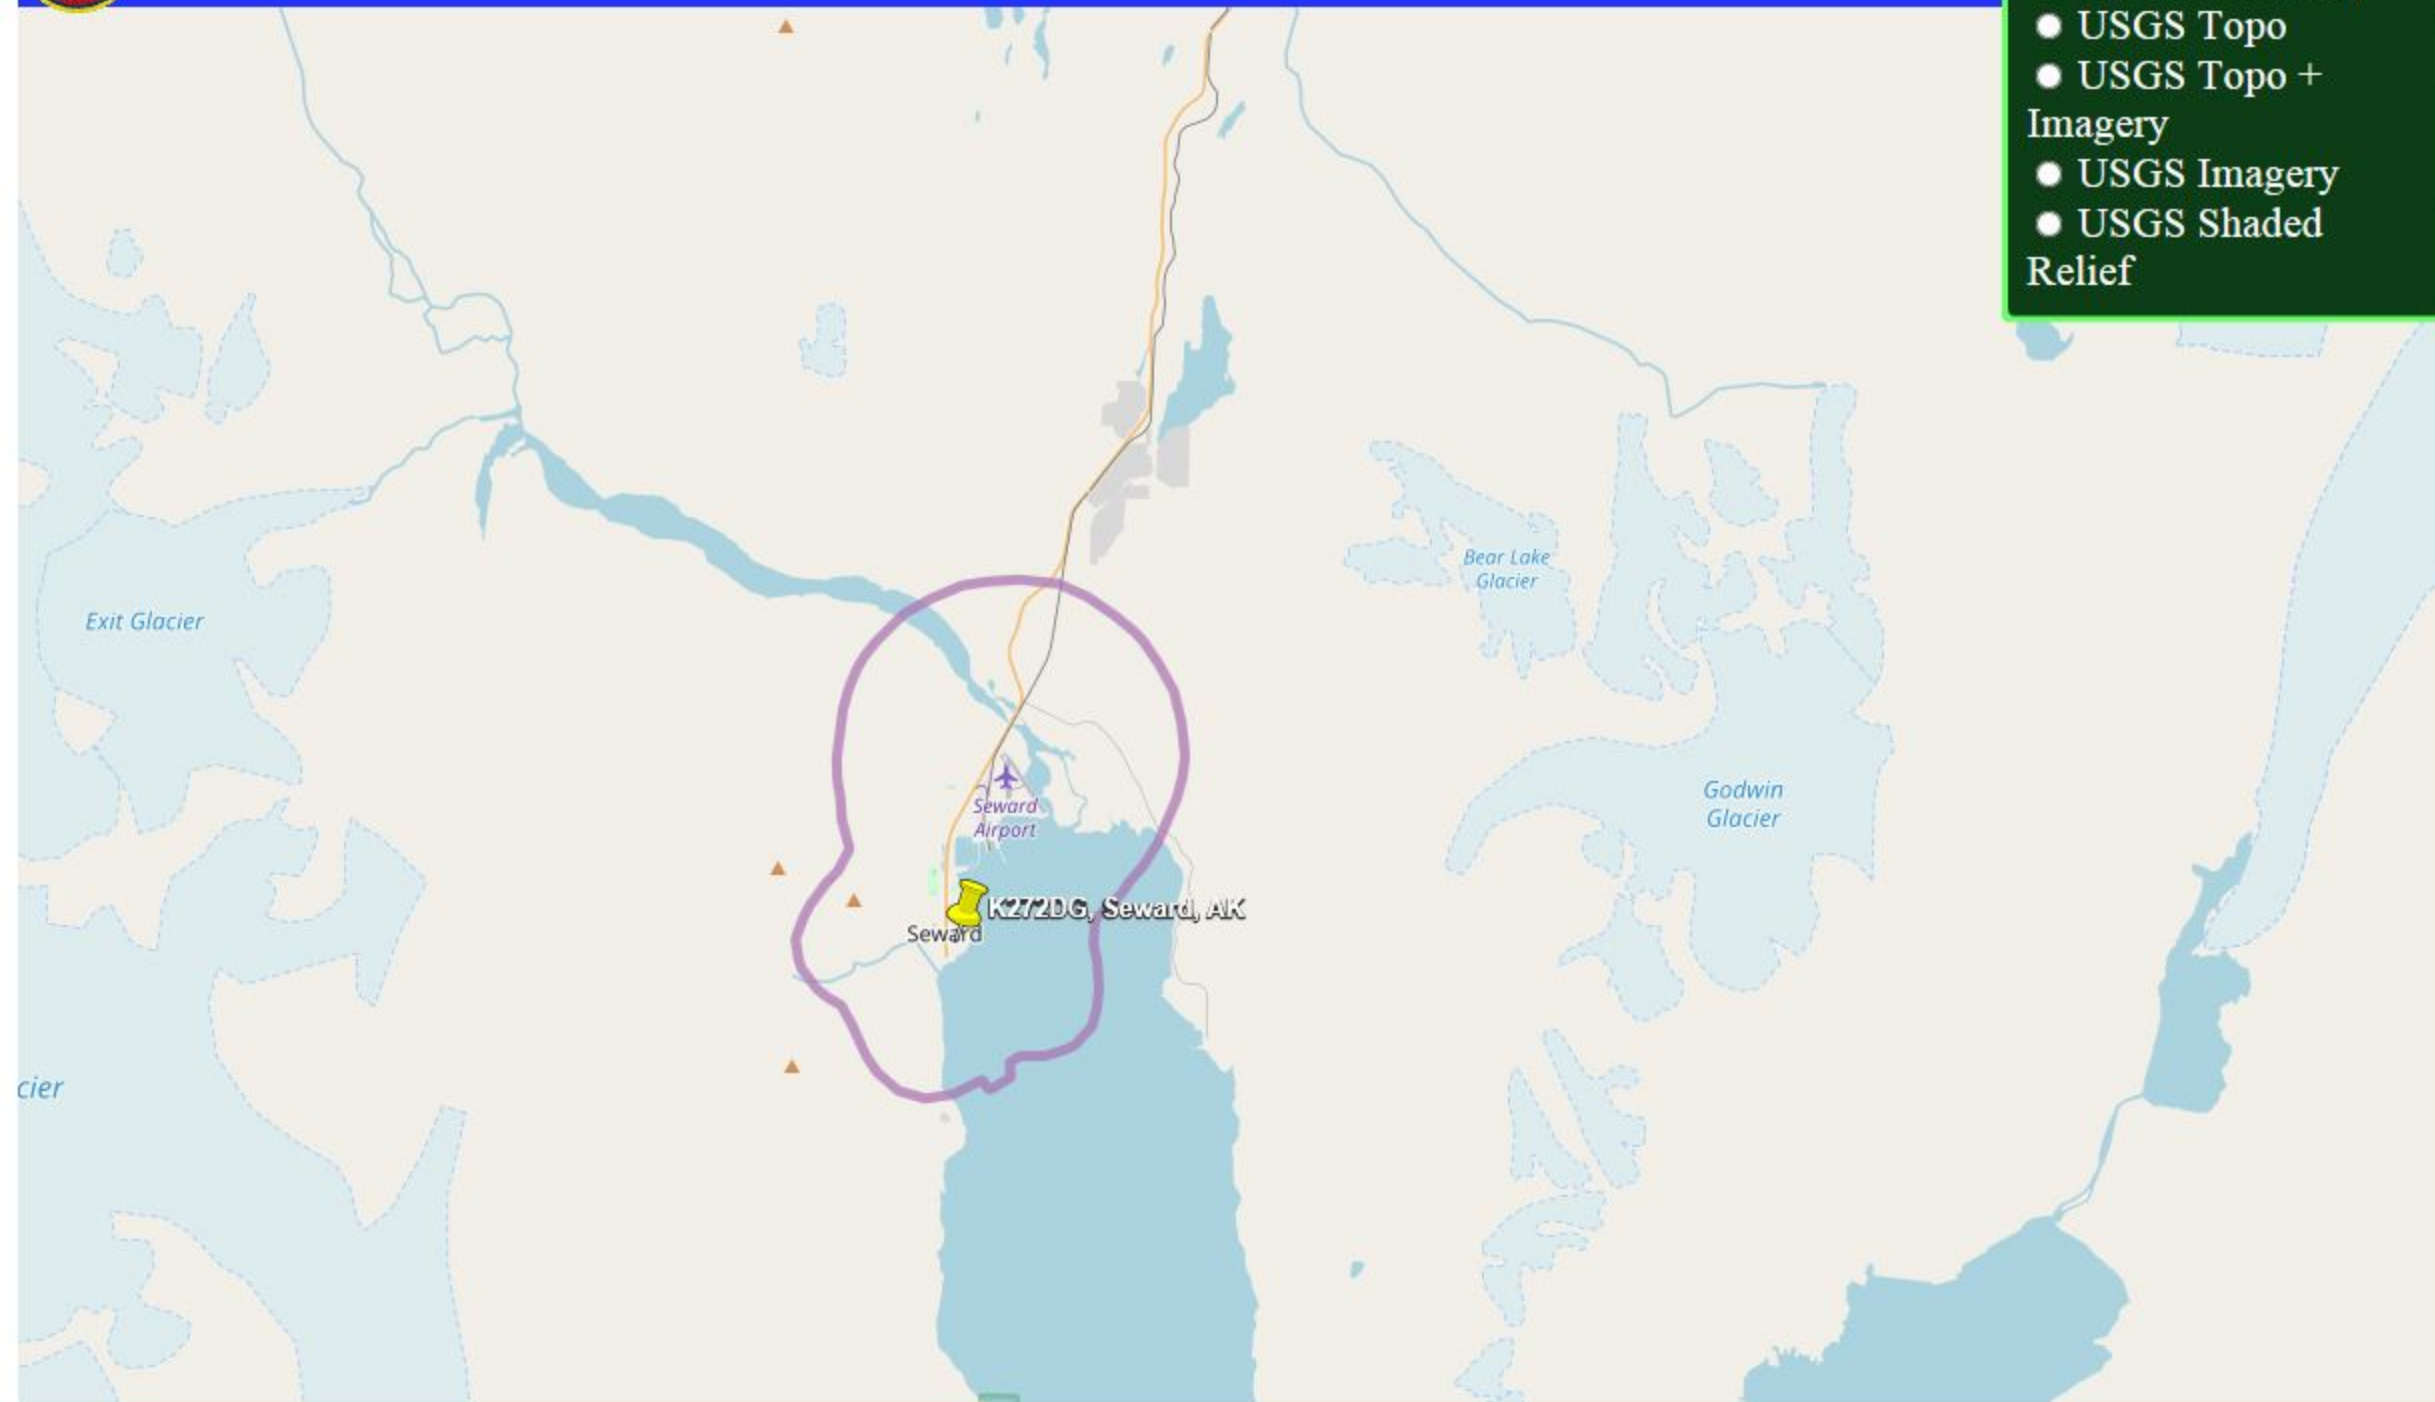 USGS Topo
USGS Topo +
Imagery
USGS Imagery
USGS Shaded
Relief
Bear Lake
Glacier
Exit Glacier
Godwin
Glacier
Seward
Airport
K272DG, Seward, AK
Seward
cier